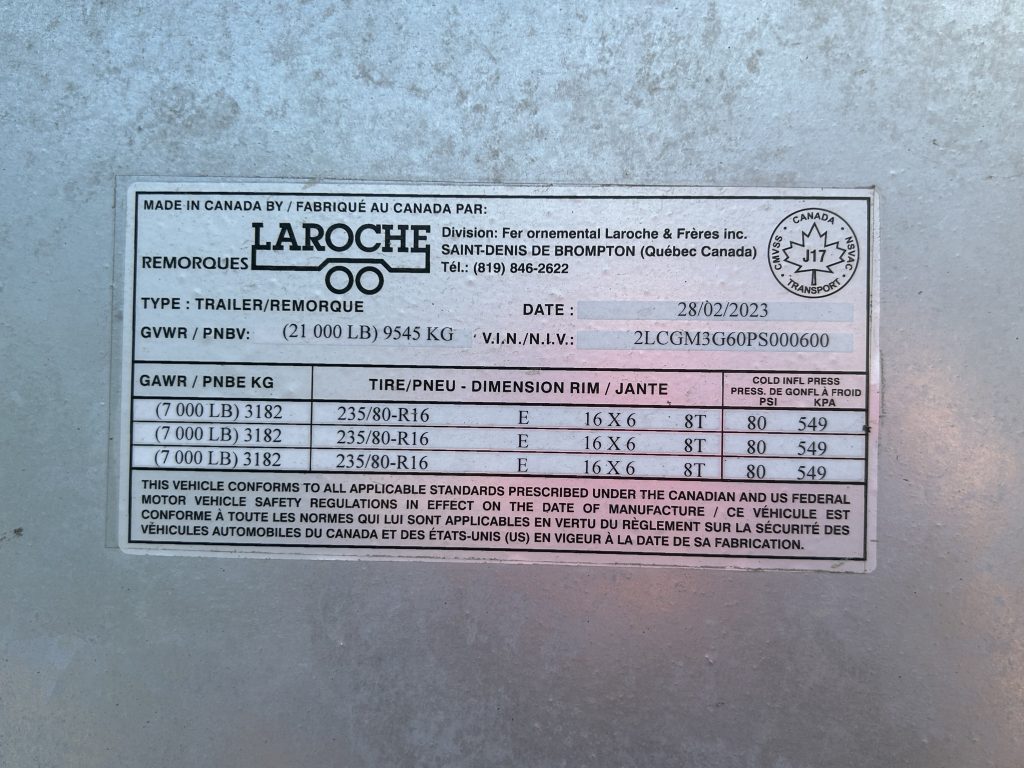 MADE IN CANADA BY / FABRIQUÉ AU CANADA PAR:
REMORQUES LAROCHE
Division: Fer ornemental Laroche & Frères inc.
SAINT-DENIS DE BROMPTON (Québec Canada)
Tél.: (819) 846-2622
CANADA
CMVSS
J17
NSVAC
TRANSPORT
TYPE : TRAILER/REMORQUE
DATE : 28/02/2023
GVWR / PNBV: (21 000 LB) 9545 KG V.I.N./N.I.V.: 2LCGM3G60PS000600
GAWR / PNBE KG TIRE/PNEU - DIMENSION RIM / JANTE COLD INFL PRESS
PRESS. DE GONFL À FROID
PSI KPA
(7 000 LB) 3182 235/80-R16 E 16 X 6 8T 80 549
(7 000 LB) 3182 235/80-R16 E 16 X 6 8T 80 549
(7 000 LB) 3182 235/80-R16 E 16 X 6 8T 80 549
THIS VEHICLE CONFORMS TO ALL APPLICABLE STANDARDS PRESCRIBED UNDER THE CANADIAN AND US FEDERAL
MOTOR VEHICLE SAFETY REGULATIONS IN EFFECT ON THE DATE OF MANUFACTURE / CE VÉHICULE EST
CONFORME À TOUTE LES NORMES QUI LUI SONT APPLICABLES EN VERTU DU RÈGLEMENT SUR LA SÉCURITÉ DES
VÉHICULES AUTOMOBILES DU CANADA ET DES ÉTATS-UNIS (US) EN VIGEUR À LA DATE DE SA FABRICATION.